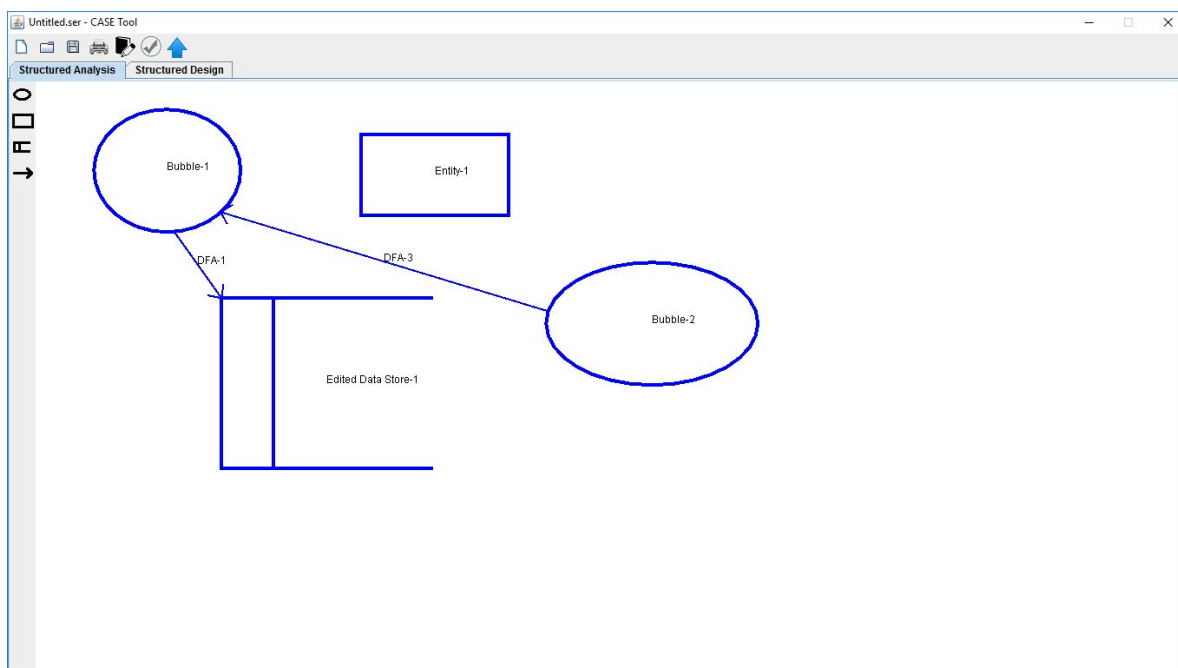 Untitled.ser - CASE Tool
Structured Analysis Structured Design
Bubble-1
Entity-1
DFA-1
DFA-3
Bubble-2
Edited Data Store-1